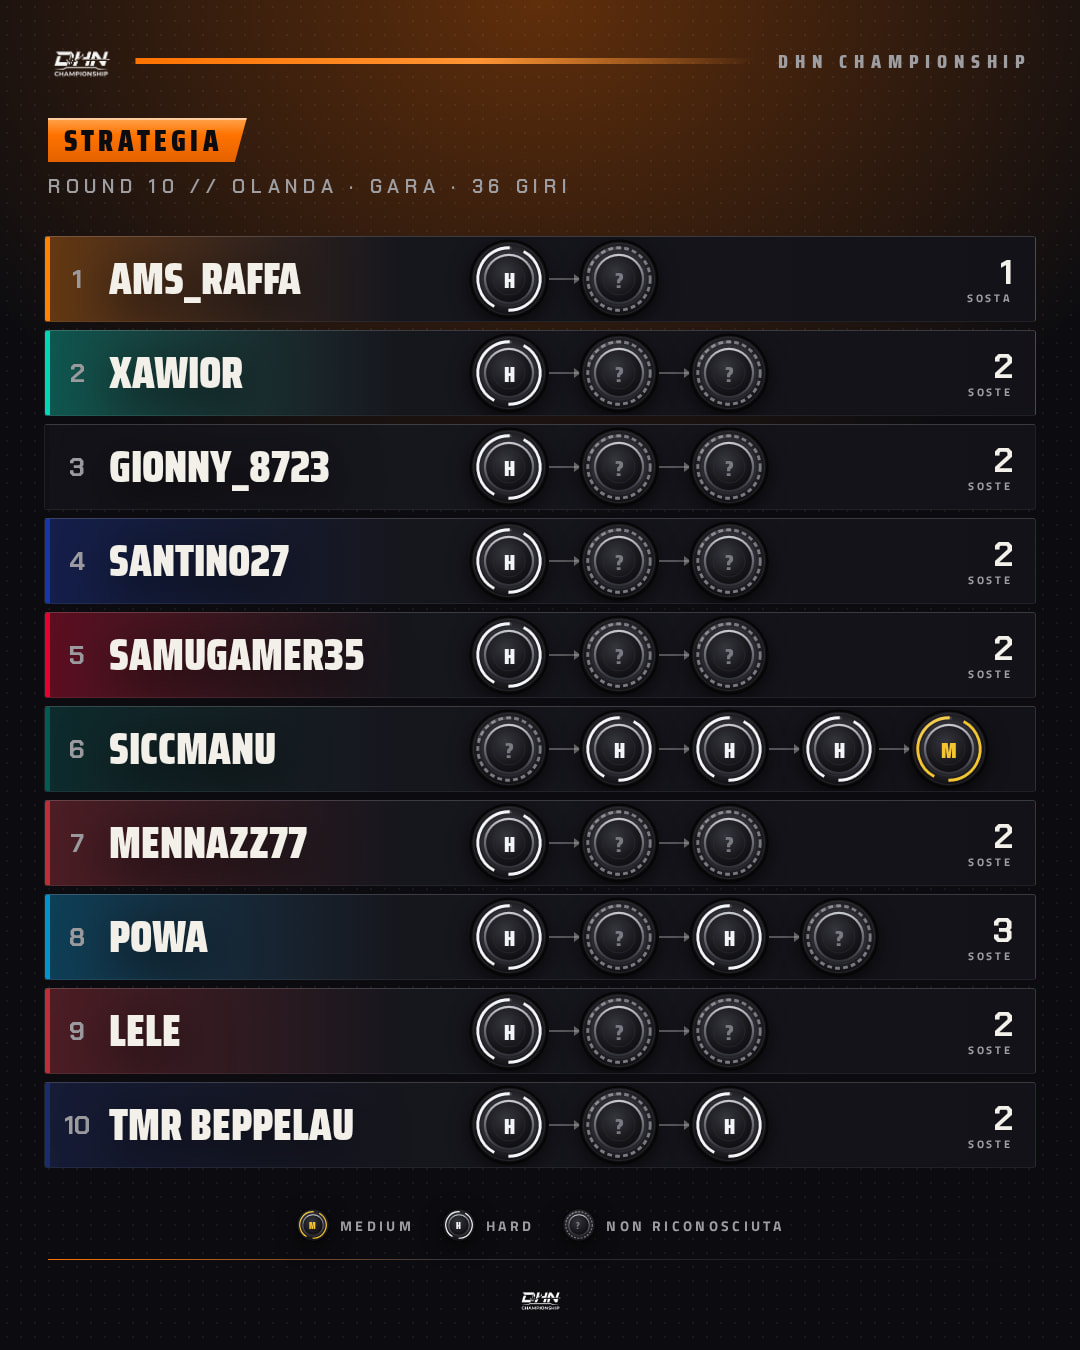 DHN
CHAMPIONSHIP
DHN CHAMPIONSHIP
STRATEGIA
ROUND 10 // OLANDA · GARA · 36 GIRI
1 AMS_RAFFA H ? 1
SOSTA
2 XAWIOR H ? ? 2
SOSTE
3 GIONNY_8723 H ? ? 2
SOSTE
4 SANTINO27 H ? ? 2
SOSTE
5 SAMUGAMER35 H ? ? 2
SOSTE
6 SICCMANU ? H H H M
7 MENNAZZ77 H ? ? 2
SOSTE
8 POWA H ? H ? 3
SOSTE
9 LELE H ? ? 2
SOSTE
10 TMR BEPPELAU H ? H 2
SOSTE
M MEDIUM H HARD ? NON RICONOSCIUTA
DHN
CHAMPIONSHIP